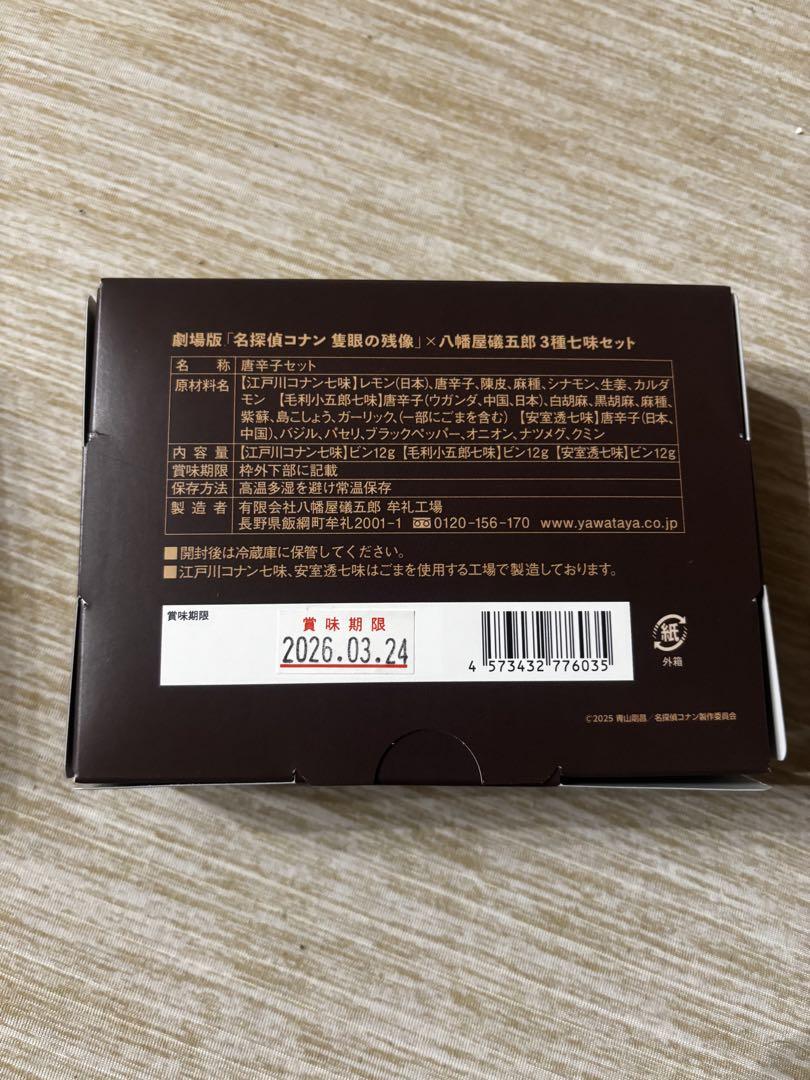 劇場版「名探偵コナン 隻眼の残像」×八幡屋礒五郎 3種七味セット
名　　称 唐辛子セット
原材料名 【江戸川コナン七味】レモン(日本)、唐辛子、陳皮、麻種、シナモン、生姜、カルダ
モン 【毛利小五郎七味】唐辛子(ウガンダ、中国、日本)、白胡麻、黒胡麻、麻種、
紫蘇、島こしょう、ガーリック、(一部にごまを含む) 【安室透七味】唐辛子(日本、
中国)、バジル、パセリ、ブラックペッパー、オニオン、ナツメグ、クミン
内 容 量 【江戸川コナン七味】ビン12g 【毛利小五郎七味】ビン12g 【安室透七味】ビン12g
賞味期限 枠外下部に記載
保存方法 高温多湿を避け常温保存
製 造 者 有限会社八幡屋礒五郎 牟礼工場
長野県飯綱町牟礼2001-1 0120-156-170 www.yawataya.co.jp
■開封後は冷蔵庫に保管してください。
■江戸川コナン七味、安室透七味はごまを使用する工場で製造しております。
賞味期限
賞味期限
2026.03.24
4 573432 776035
紙
外箱
©2025 青山剛昌/名探偵コナン製作委員会